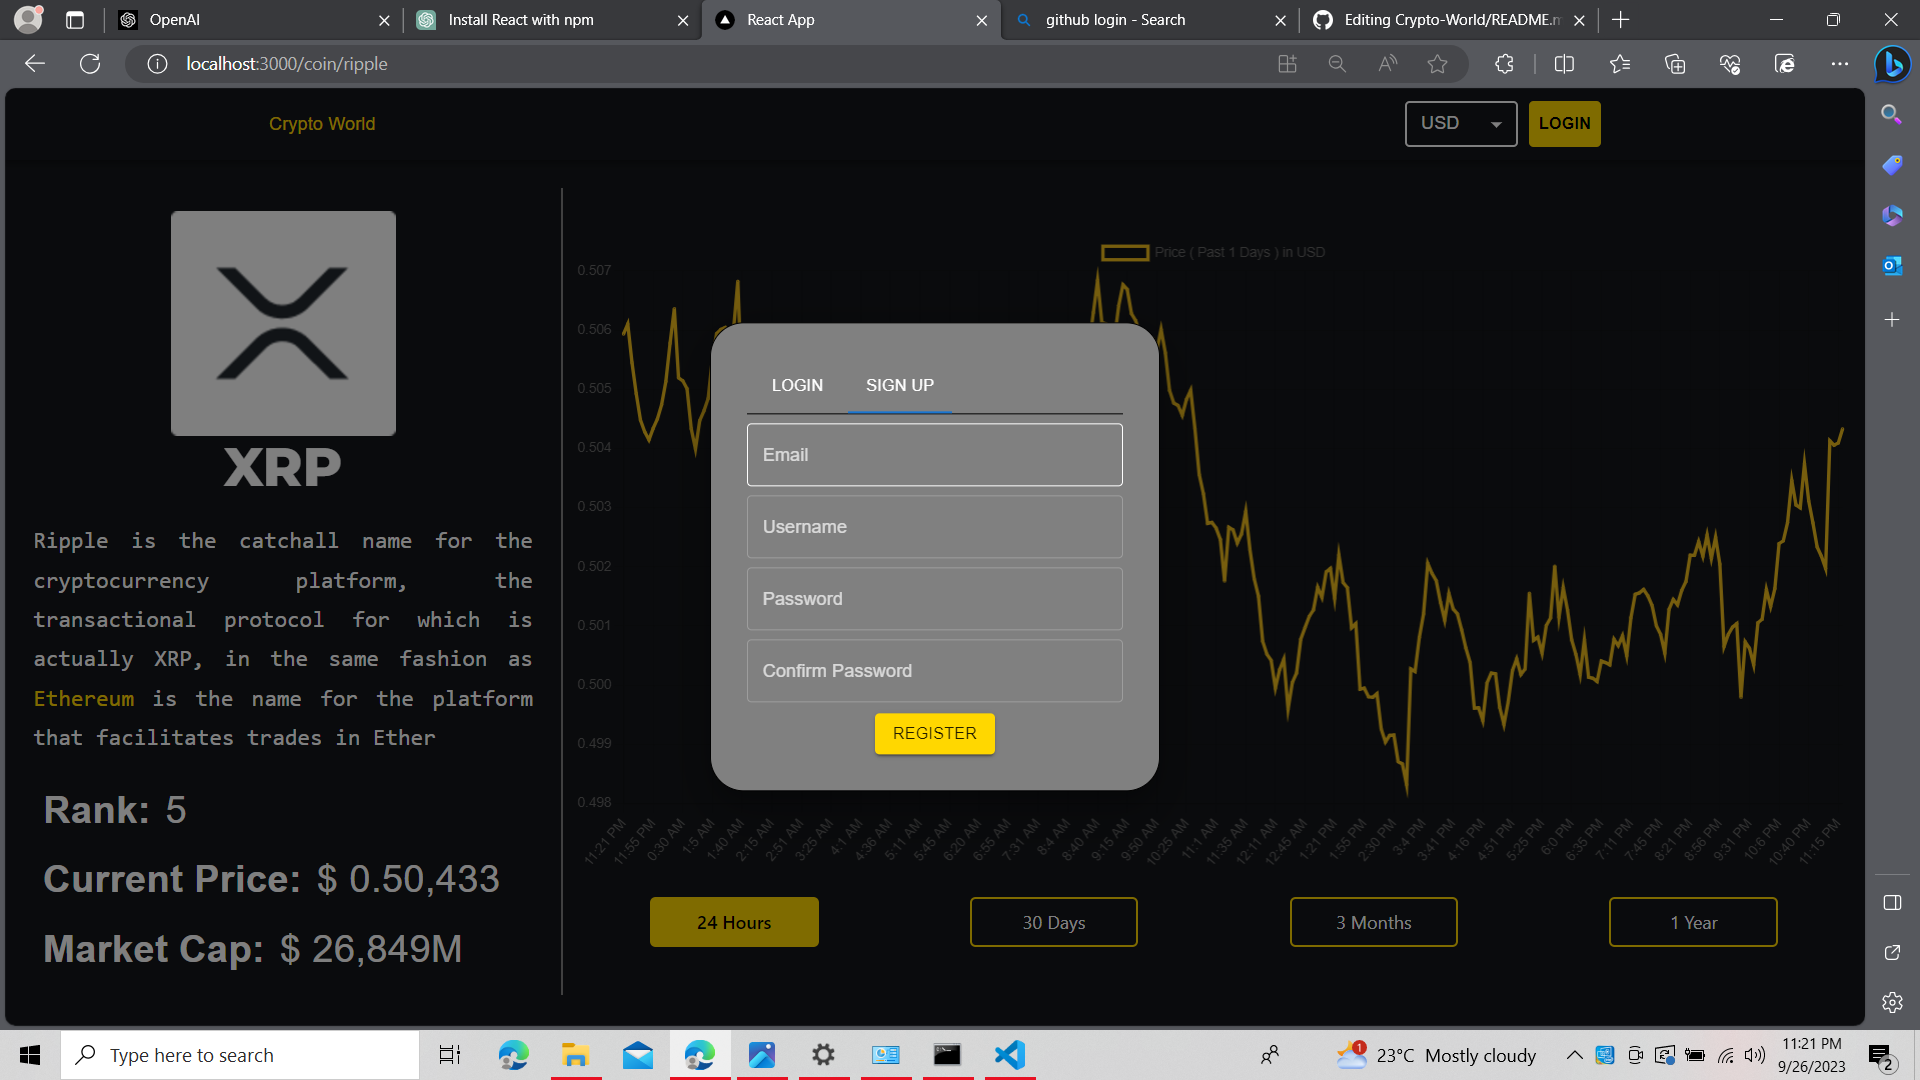 OpenAI
Install React with npm
React App
github login - Search
Editing Crypto-World/README.m
localhost:3000/coin/ripple
Crypto World
USD
LOGIN
XRP
Ripple is the catchall name for the
cryptocurrency platform, the
transactional protocol for which is
actually XRP, in the same fashion as
Ethereum is the name for the platform
that facilitates trades in Ether
Rank: 5
Current Price: $ 0.50,433
Market Cap: $ 26,849M
Price ( Past 1 Days ) in USD
0.507
0.506
0.505
0.504
0.503
0.502
0.501
0.500
0.499
0.498
11:21 PM
11:55 PM
0:30 AM
1:5 AM
1:40 AM
2:15 AM
2:51 AM
3:25 AM
4:1 AM
4:36 AM
5:11 AM
5:45 AM
6:20 AM
6:55 AM
7:31 AM
8:4 AM
8:40 AM
9:15 AM
9:50 AM
10:25 AM
11:1 AM
11:35 AM
12:11 PM
12:45 PM
1:21 PM
1:55 PM
2:30 PM
3:4 PM
3:41 PM
4:16 PM
4:51 PM
5:25 PM
6:0 PM
6:35 PM
7:11 PM
7:45 PM
8:21 PM
8:56 PM
9:31 PM
10:6 PM
10:40 PM
11:15 PM
LOGIN
SIGN UP
Email
Username
Password
Confirm Password
REGISTER
24 Hours
30 Days
3 Months
1 Year
Type here to search
1
23°C Mostly cloudy
11:21 PM
9/26/2023
2